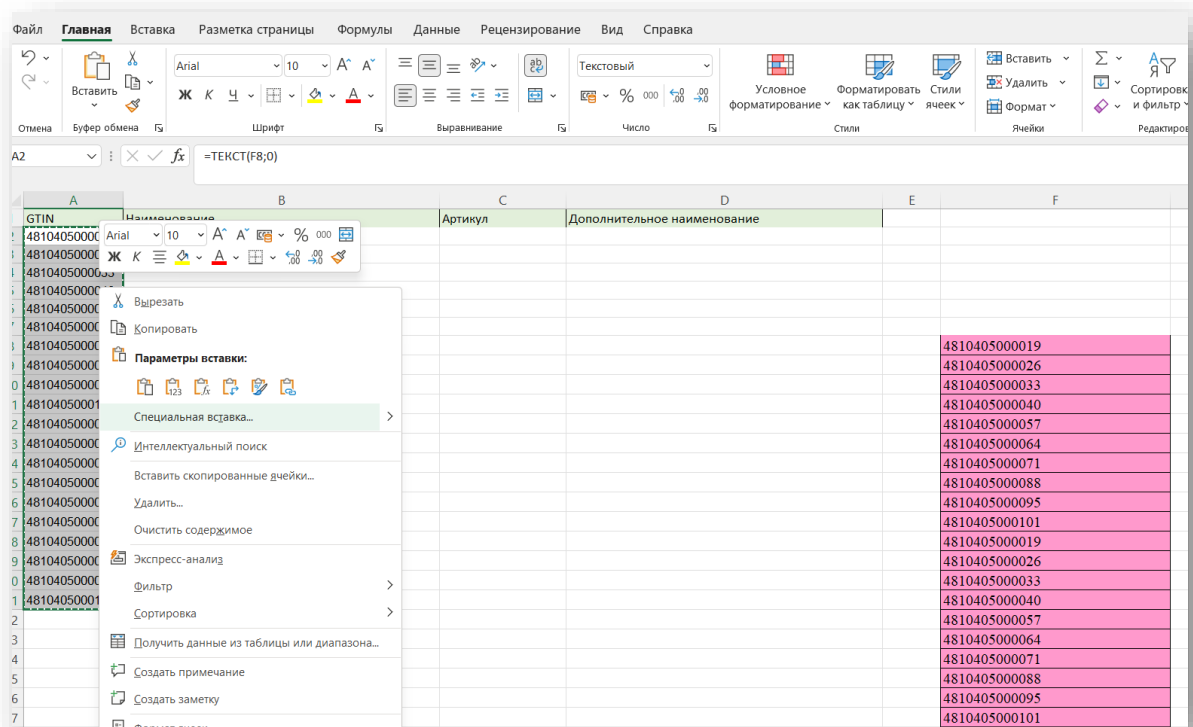 Файл Главная Вставка Разметка страницы Формулы Данные Рецензирование Вид Справка
Вставить
Arial 10
Ж К Ч
Текстовый
% 000
Условное форматирование
Форматировать как таблицу
Стили ячеек
Вставить
Удалить
Формат
Сортировк
и фильтр
Отмена Буфер обмена Шрифт Выравнивание Число Стили Ячейки Редактиров
A2 fx =ТЕКСТ(F8;0)
A B C D E F
GTIN Наименование Артикул Дополнительное наименование
Arial 10 % 000
Ж К
Вырезать
Копировать
Параметры вставки:
Специальная вставка...
Интеллектуальный поиск
Вставить скопированные ячейки...
Удалить...
Очистить содержимое
Экспресс-анализ
Фильтр
Сортировка
Получить данные из таблицы или диапазона...
Создать примечание
Создать заметку
4810405000019
4810405000026
4810405000033
4810405000040
4810405000057
4810405000064
4810405000071
4810405000088
4810405000095
4810405000101
4810405000019
4810405000026
4810405000033
4810405000040
4810405000057
4810405000064
4810405000071
4810405000088
4810405000095
4810405000101